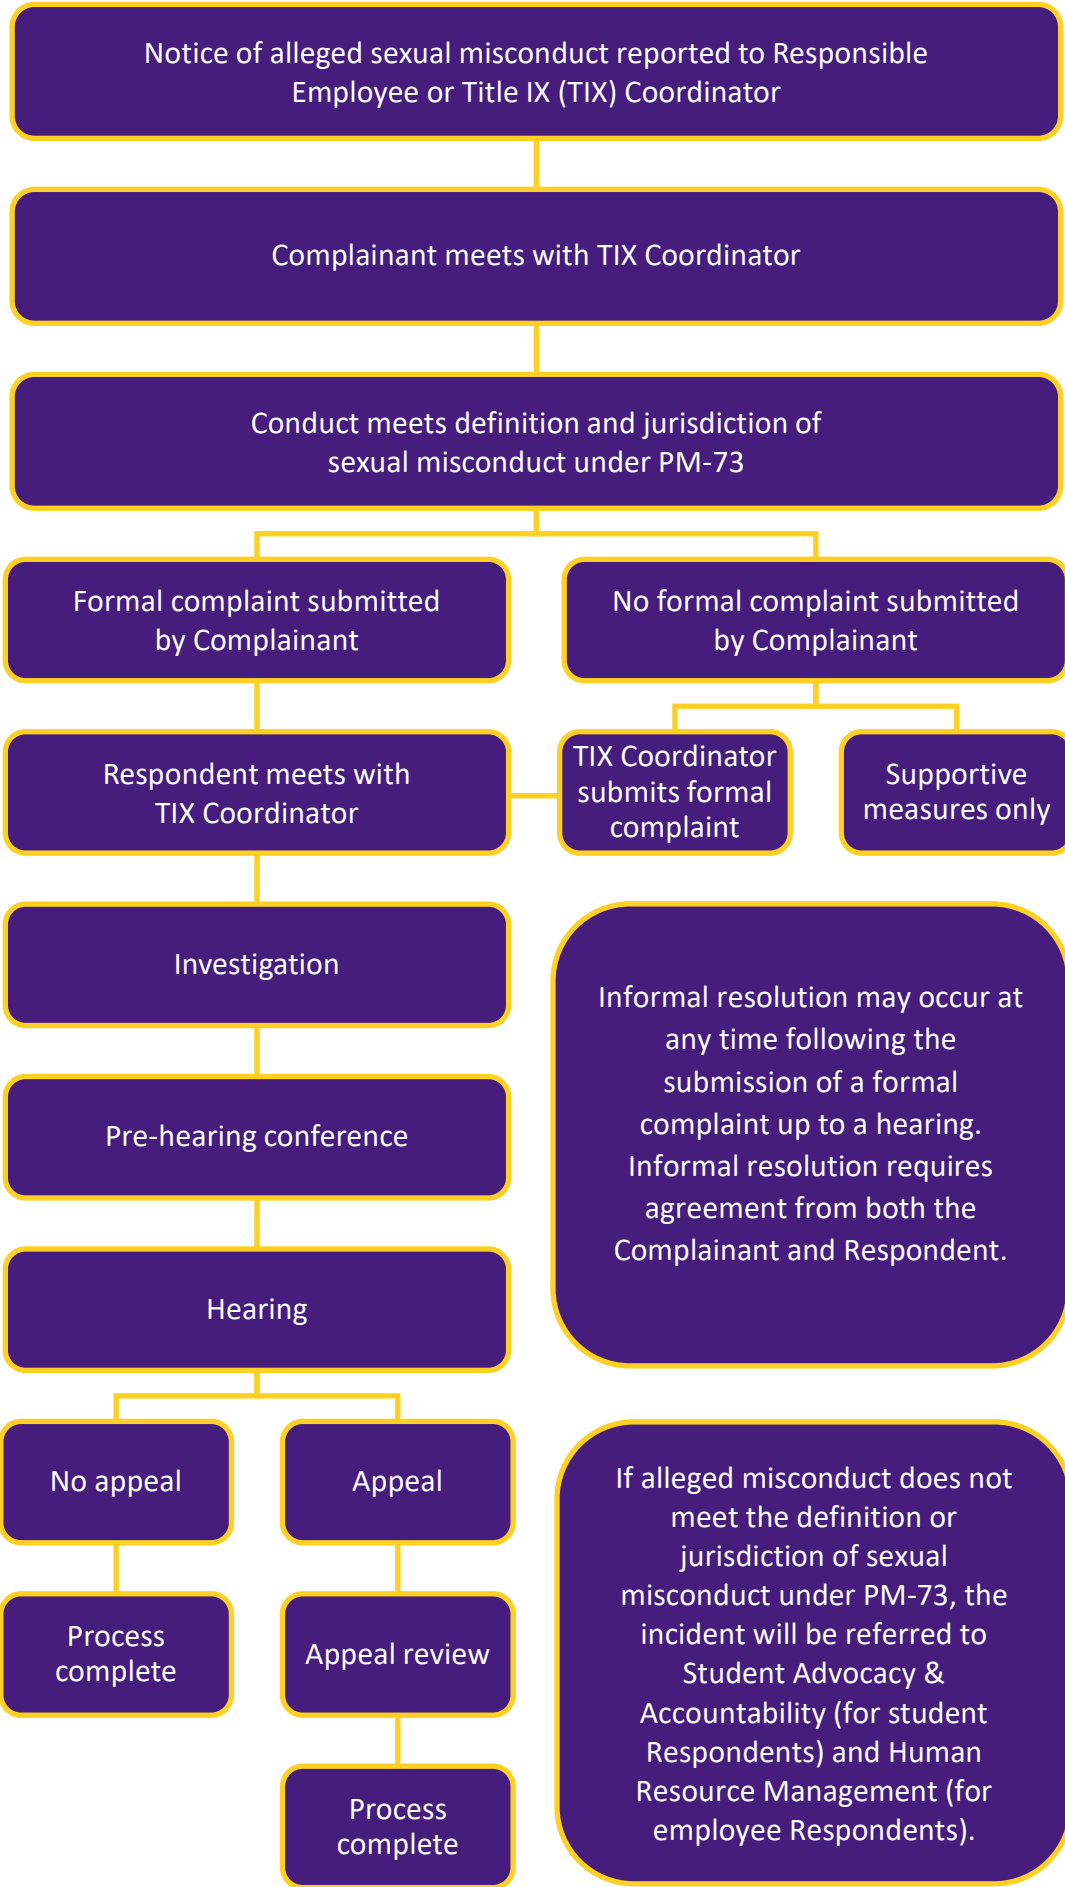 Notice of alleged sexual misconduct reported to Responsible
Employee or Title IX (TIX) Coordinator
Complainant meets with TIX Coordinator
Conduct meets definition and jurisdiction of
sexual misconduct under PM-73
Formal complaint submitted
by Complainant
No formal complaint submitted
by Complainant
Respondent meets with
TIX Coordinator
TIX Coordinator
submits formal
complaint
Supportive
measures only
Investigation
Pre-hearing conference
Hearing
Informal resolution may occur at
any time following the
submission of a formal
complaint up to a hearing.
Informal resolution requires
agreement from both the
Complainant and Respondent.
No appeal
Appeal
Process
complete
Appeal review
Process
complete
If alleged misconduct does not
meet the definition or
jurisdiction of sexual
misconduct under PM-73, the
incident will be referred to
Student Advocacy &
Accountability (for student
Respondents) and Human
Resource Management (for
employee Respondents).